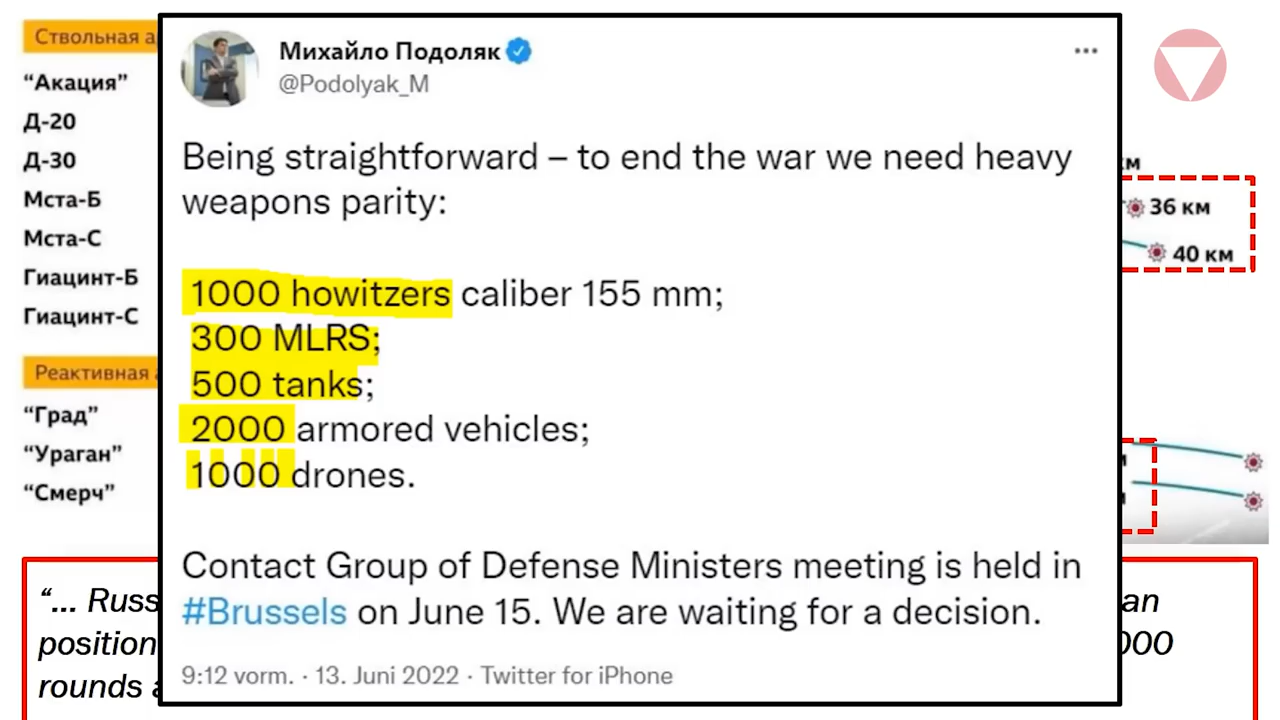 Ствольная
"Акация"
Д-20
Д-30
Мста-Б
Мста-С
Гиацинт-Б
Гиацинт-С
Реактивная
"Град"
"Ураган"
"Смерч"
Михайло Подоляк
@Podolyak_M
Being straightforward – to end the war we need heavy
weapons parity:
1000 howitzers caliber 155 mm;
300 MLRS;
500 tanks;
2000 armored vehicles;
1000 drones.
Contact Group of Defense Ministers meeting is held in
#Brussels on June 15. We are waiting for a decision.
9:12 vorm. · 13. Juni 2022 · Twitter for iPhone
км
36 км
40 км
"... Russ
position
rounds
an
000